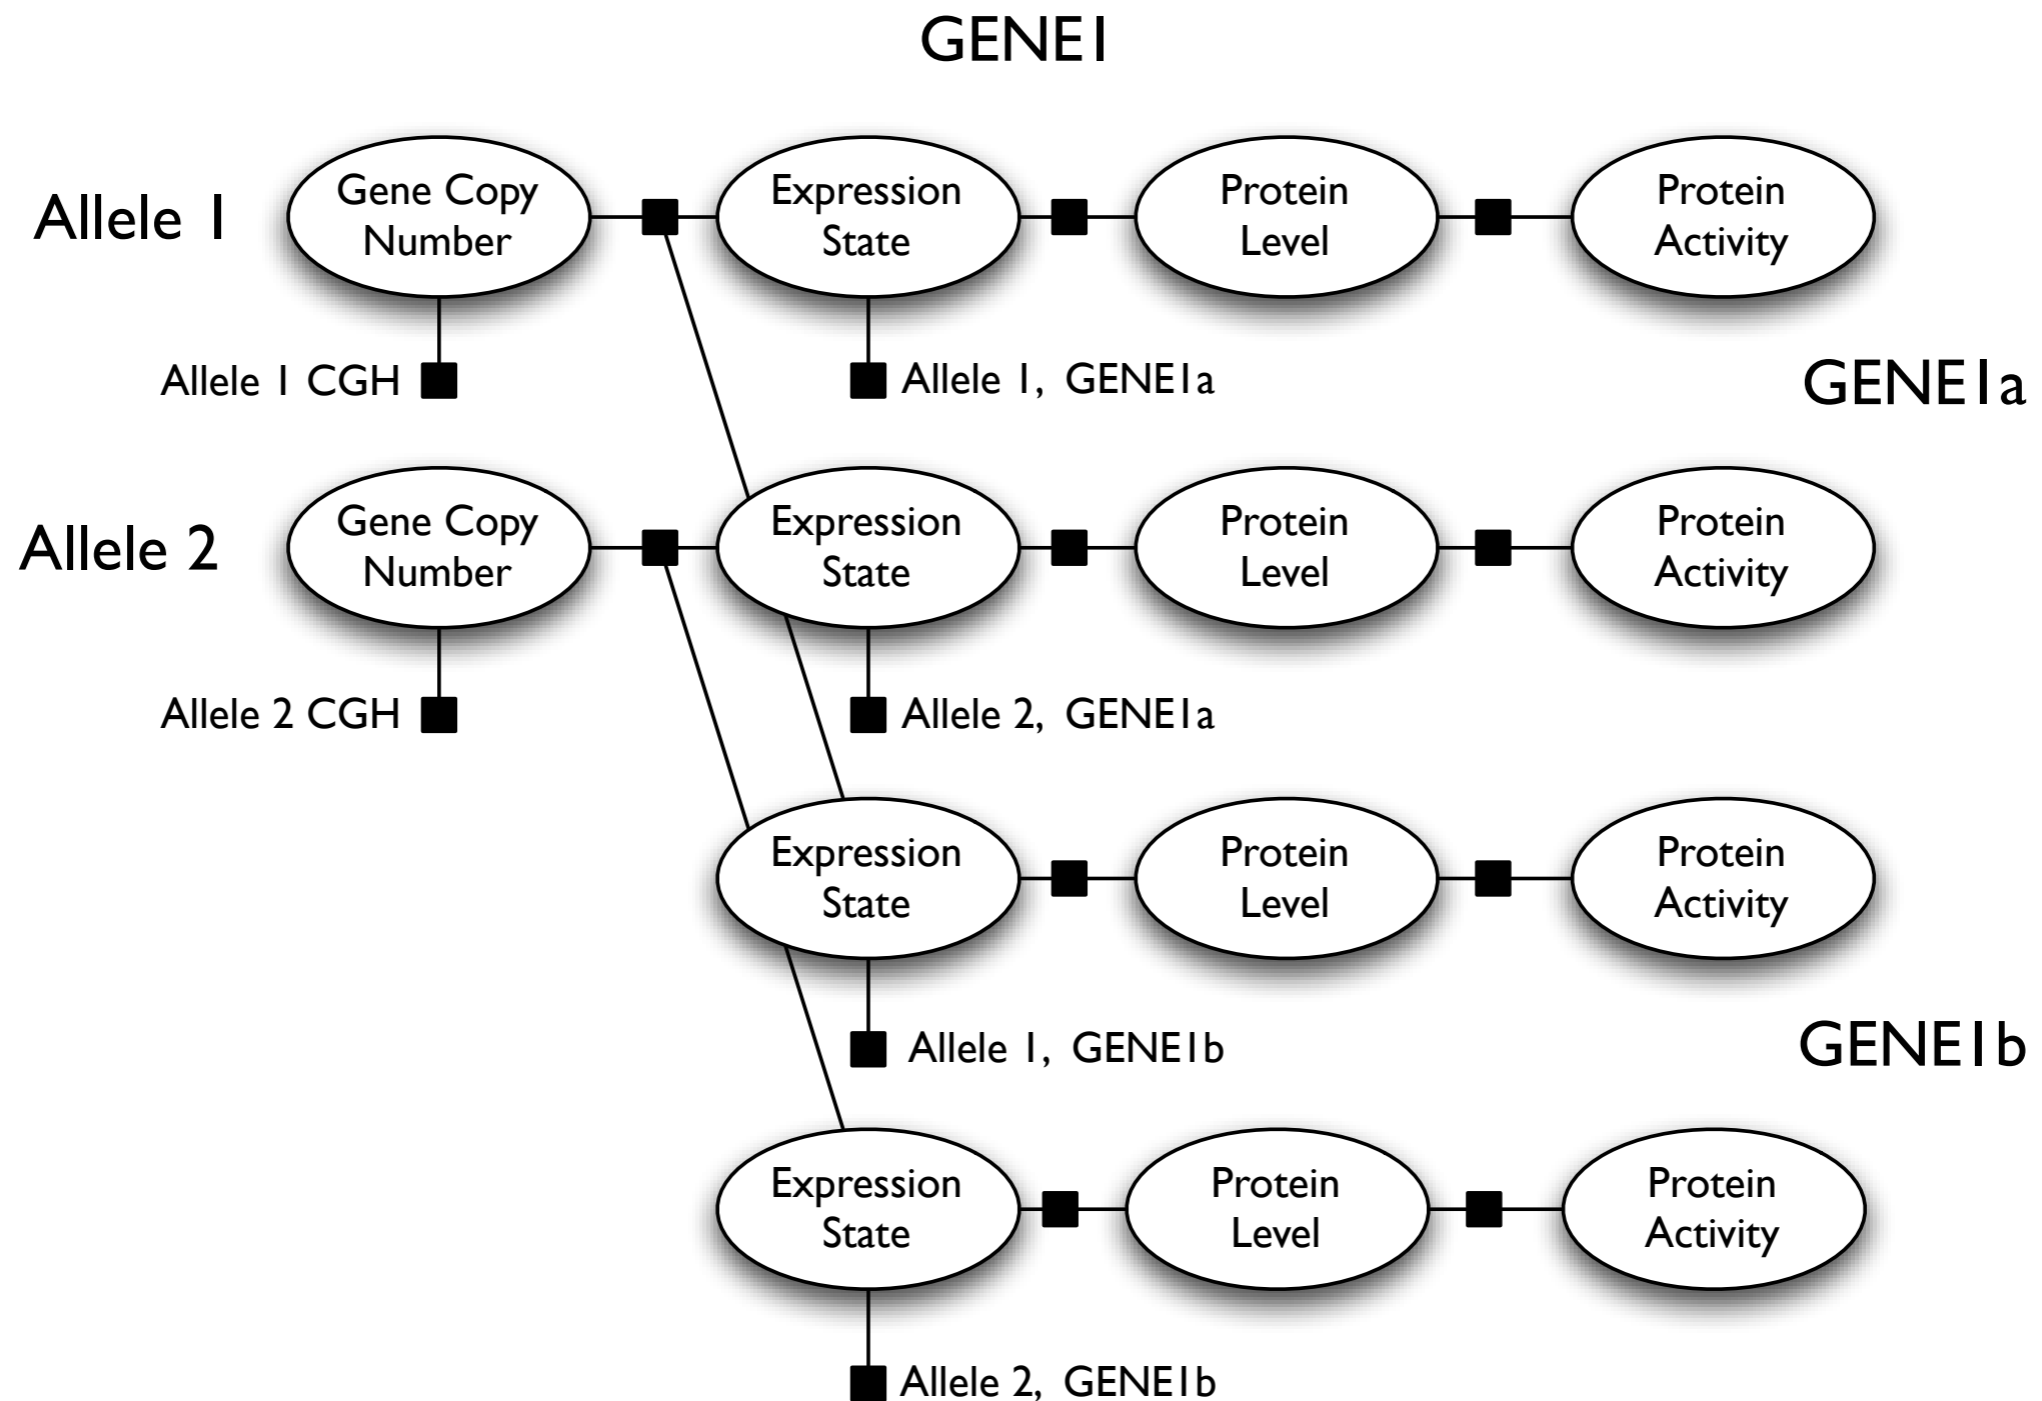 GENE1
Allele 1
Gene Copy
Number
Expression
State
Protein
Level
Protein
Activity
Allele 1 CGH
Allele 1, GENE1a
GENE1a
Allele 2
Gene Copy
Number
Expression
State
Protein
Level
Protein
Activity
Allele 2 CGH
Allele 2, GENE1a
Expression
State
Protein
Level
Protein
Activity
Allele 1, GENE1b
GENE1b
Expression
State
Protein
Level
Protein
Activity
Allele 2, GENE1b